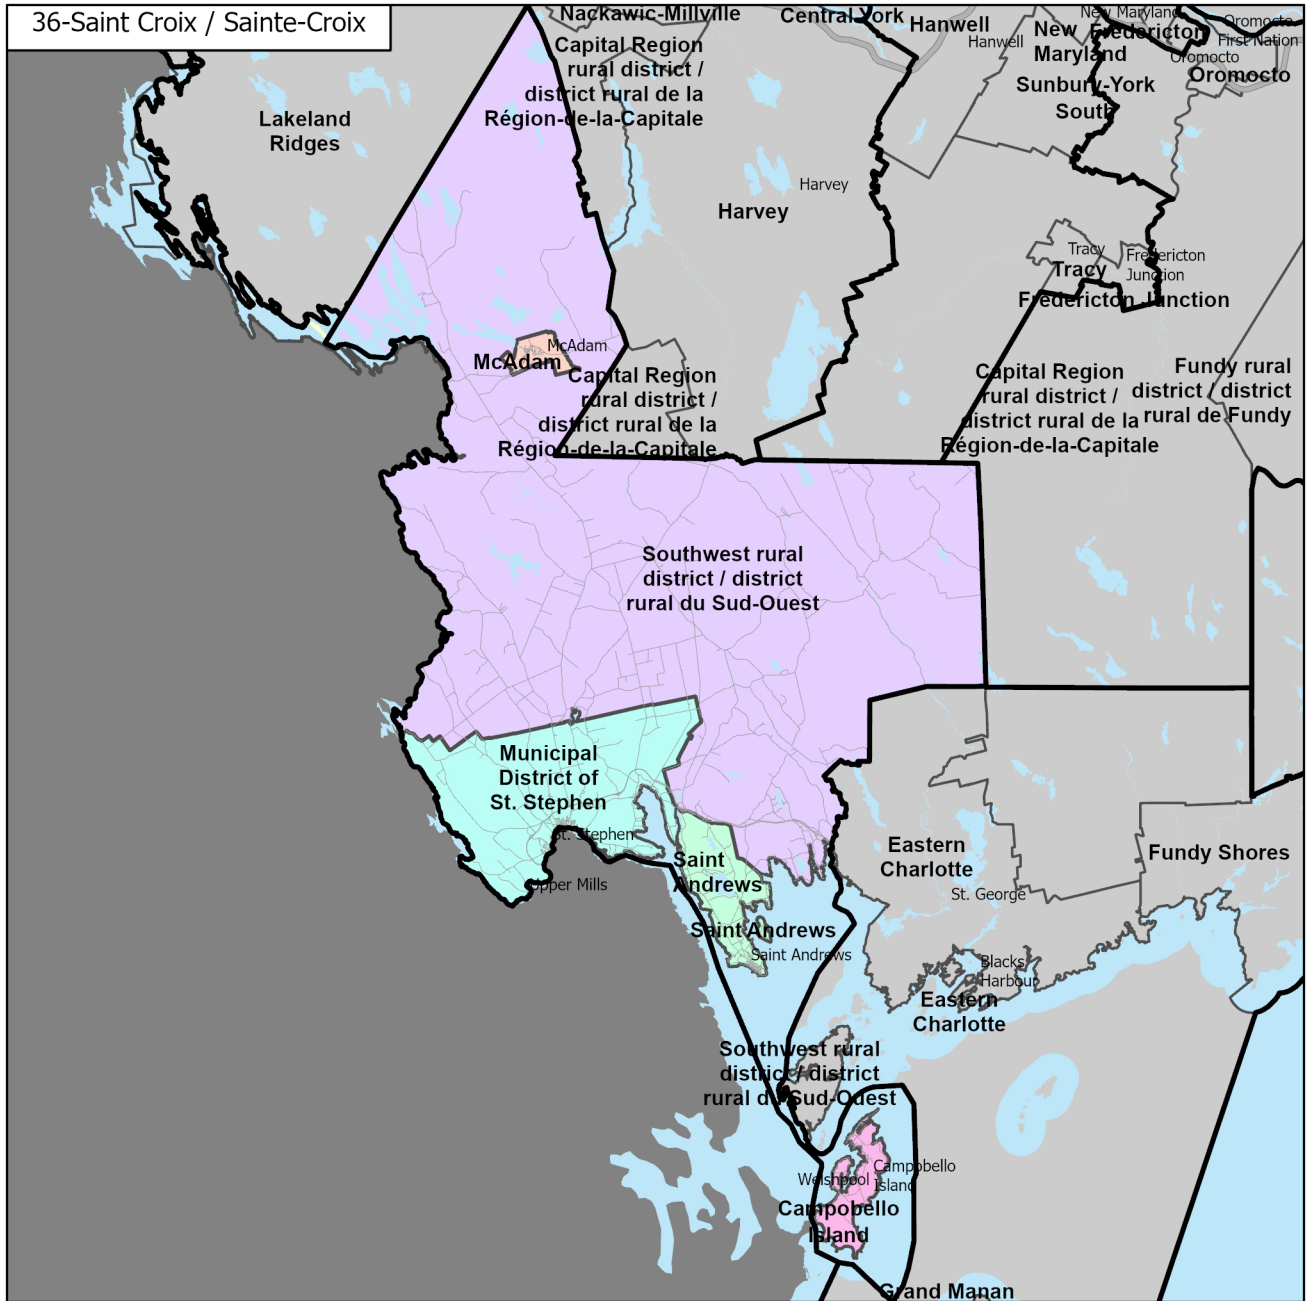 36-Saint Croix / Sainte-Croix
Nackawic-Millville
Central York
Hanwell
Hanwell
New Maryland
New
Maryland
Fredericton
Oromocto
First Nation
Oromocto
Oromocto
Capital Region
rural district /
district rural de la
Région-de-la-Capitale
Sunbury-York
South
Lakeland
Ridges
Harvey
Harvey
Tracy
Tracy
Fredericton
Junction
Fredericton Junction
McAdam
McAdam
Capital Region
rural district /
district rural de la
Région-de-la-Capitale
Capital Region
rural district /
district rural de la
Région-de-la-Capitale
Fundy rural
district / district
rural de Fundy
Southwest rural
district / district
rural du Sud-Ouest
Municipal
District of
St. Stephen
St. Stephen
Upper Mills
Saint
Andrews
Saint Andrews
Saint Andrews
Eastern
Charlotte
St. George
Fundy Shores
Blacks
Harbour
Eastern
Charlotte
Southwest rural
district / district
rural du Sud-Ouest
Welshpool
Campobello
Island
Campobello
Island
Grand Manan